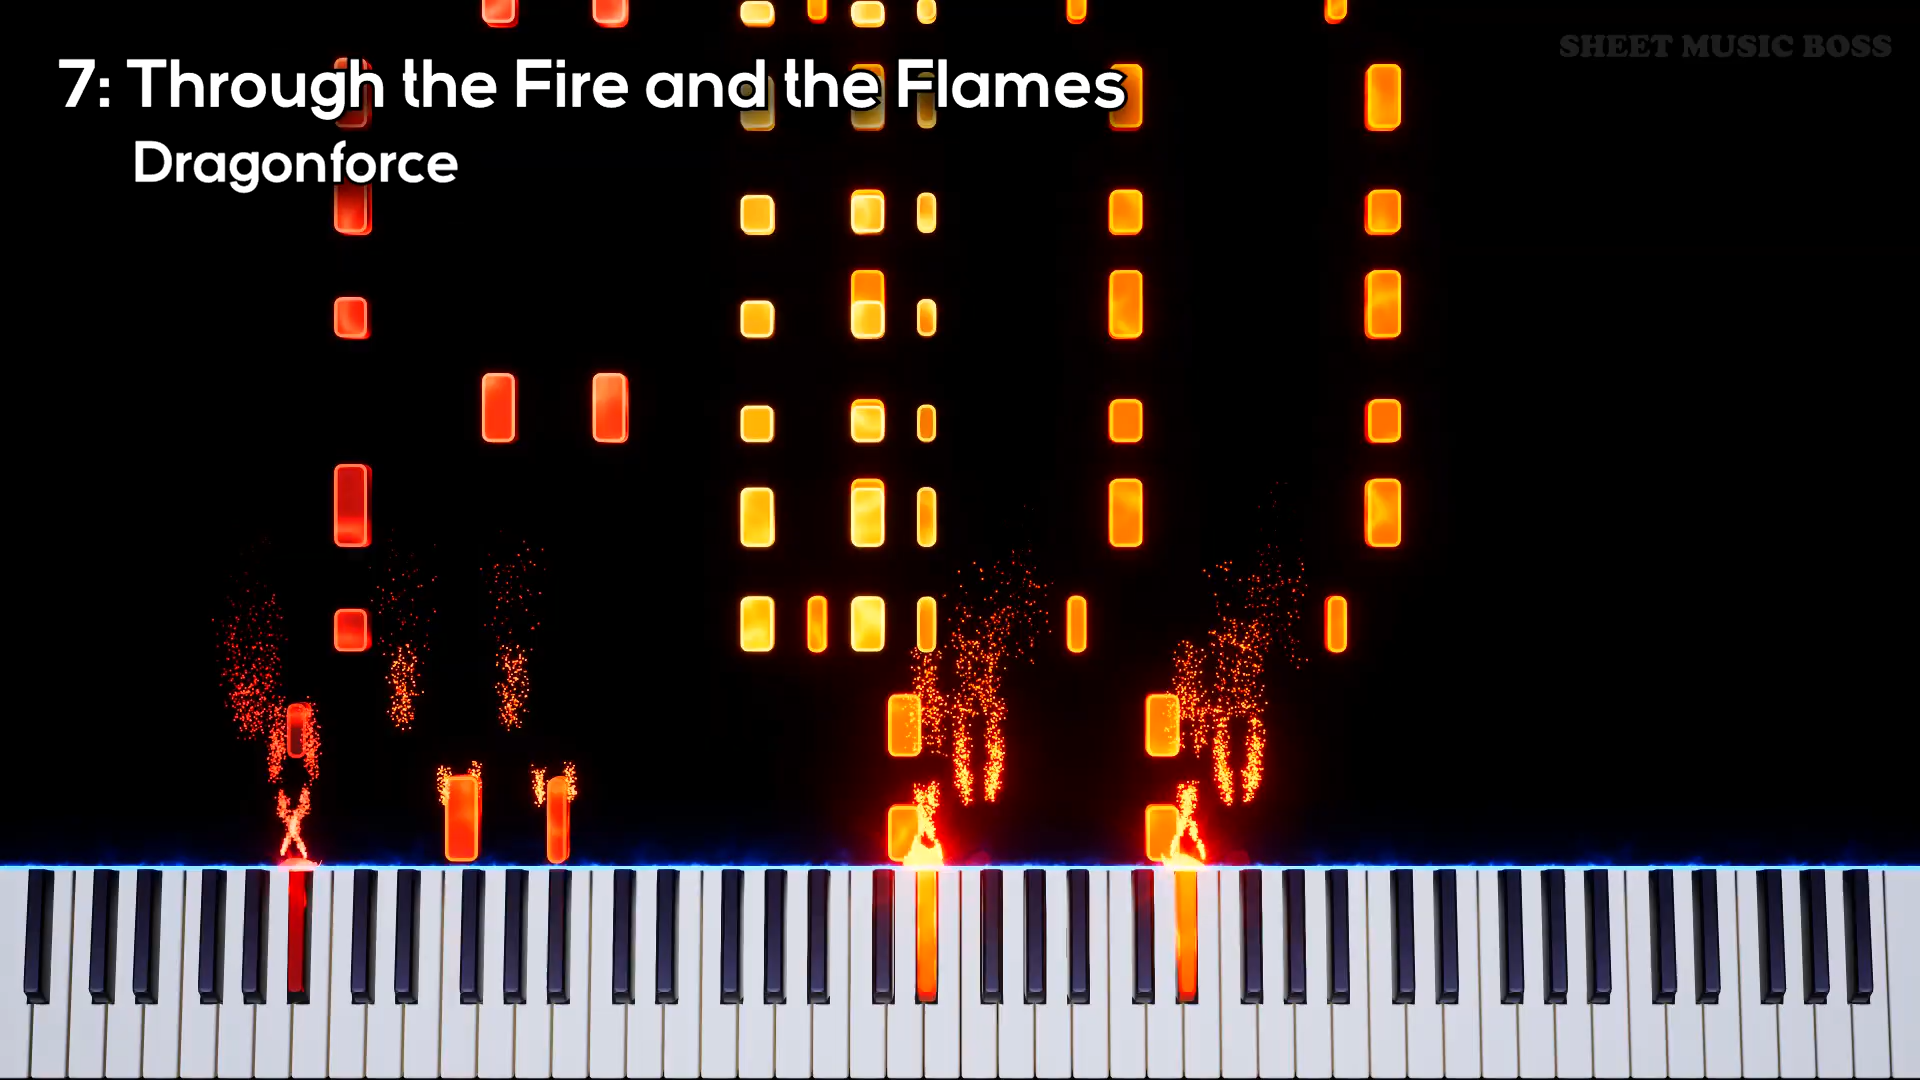 SHEET MUSIC BOSS
7: Through the Fire and the Flames
Dragonforce